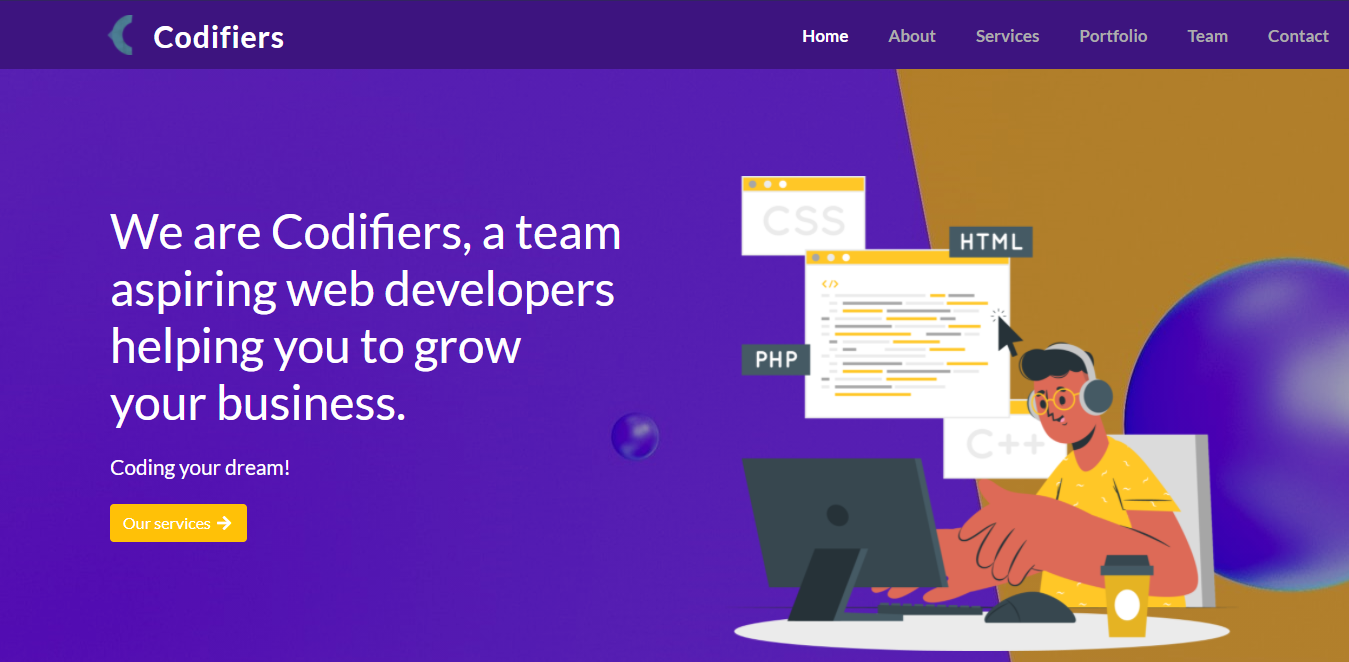 Codifiers
Home About Services Portfolio Team Contact
We are Codifiers, a team
aspiring web developers
helping you to grow
your business.
Coding your dream!
Our services
CSS
HTML
</>
PHP
C++